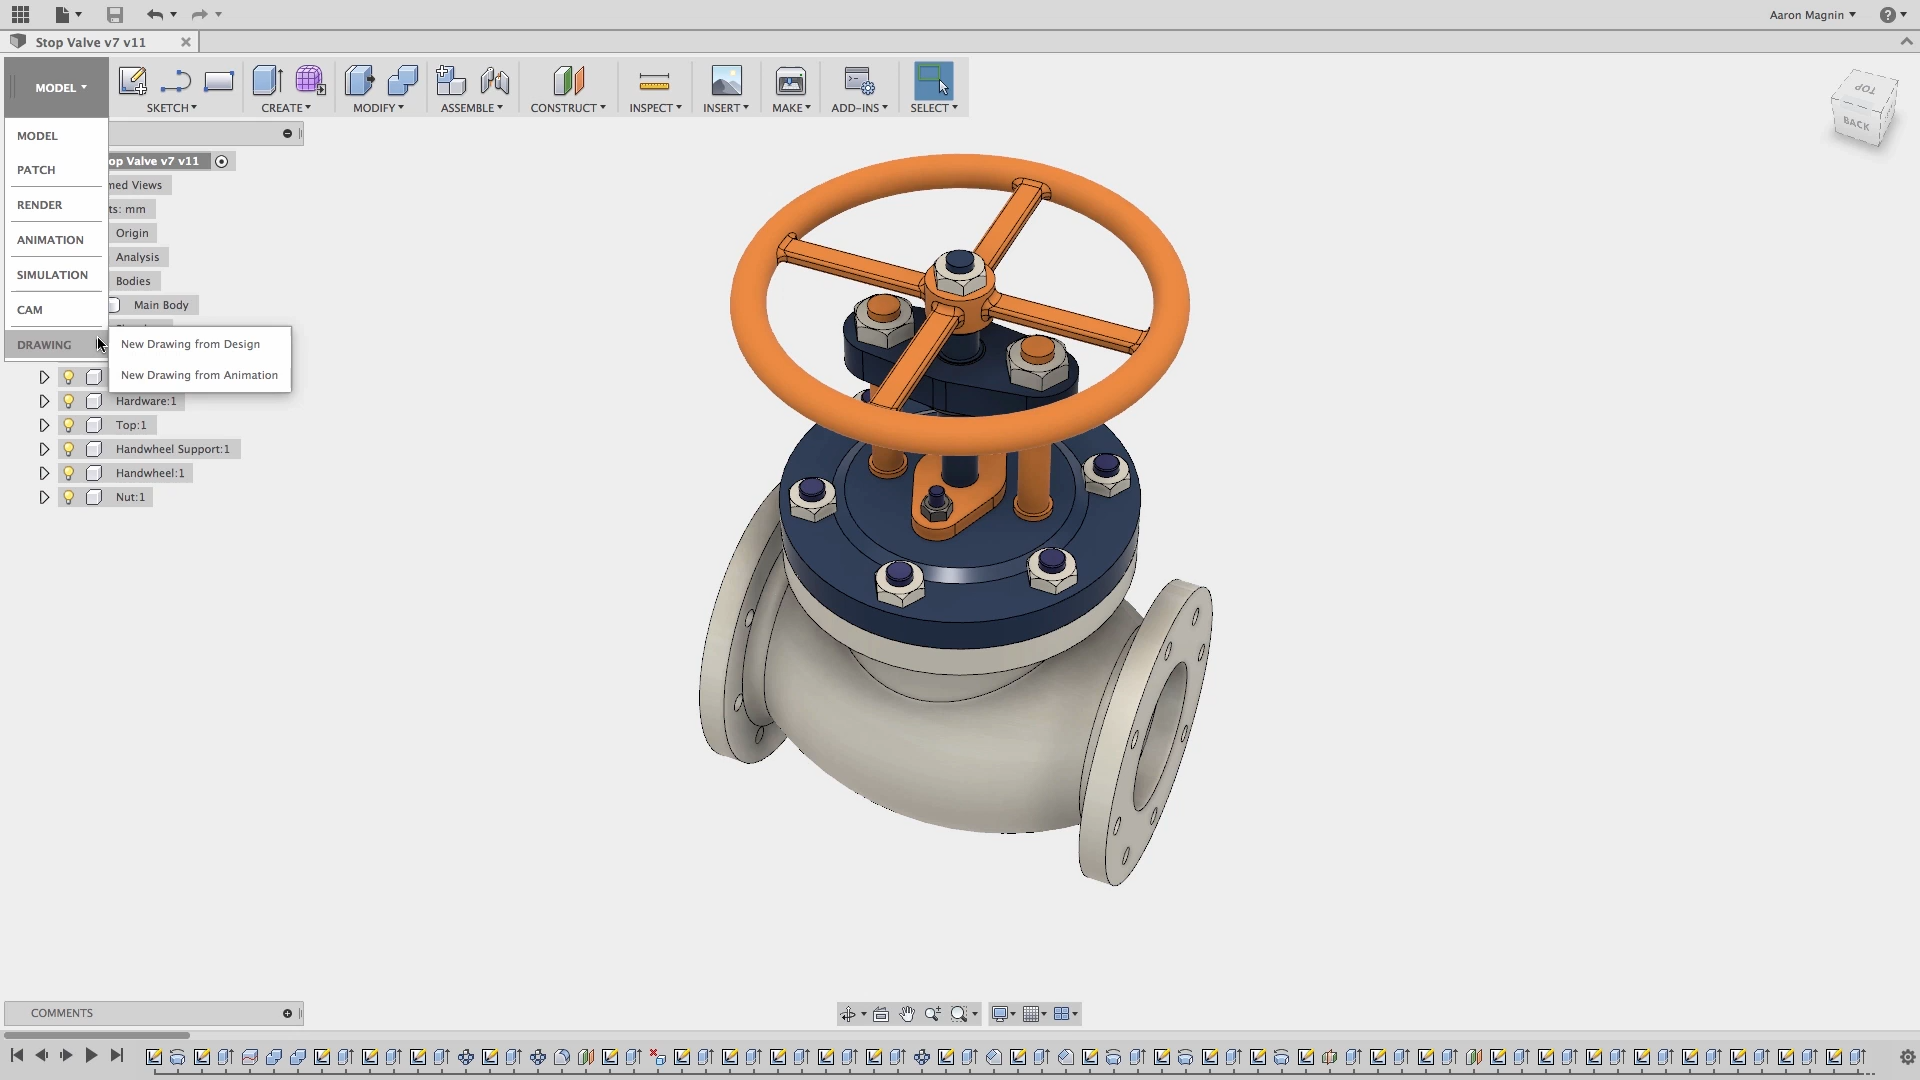 Aaron Magnin
Stop Valve v7 v11
MODEL
SKETCH
CREATE
MODIFY
ASSEMBLE
CONSTRUCT
INSPECT
INSERT
MAKE
ADD-INS
SELECT
TOP
BACK
MODEL
PATCH
RENDER
ANIMATION
SIMULATION
CAM
DRAWING
New Drawing from Design
New Drawing from Animation
op Valve v7 v11
med Views
ts: mm
Origin
Analysis
Bodies
Main Body
Hardware:1
Top:1
Handwheel Support:1
Handwheel:1
Nut:1
COMMENTS